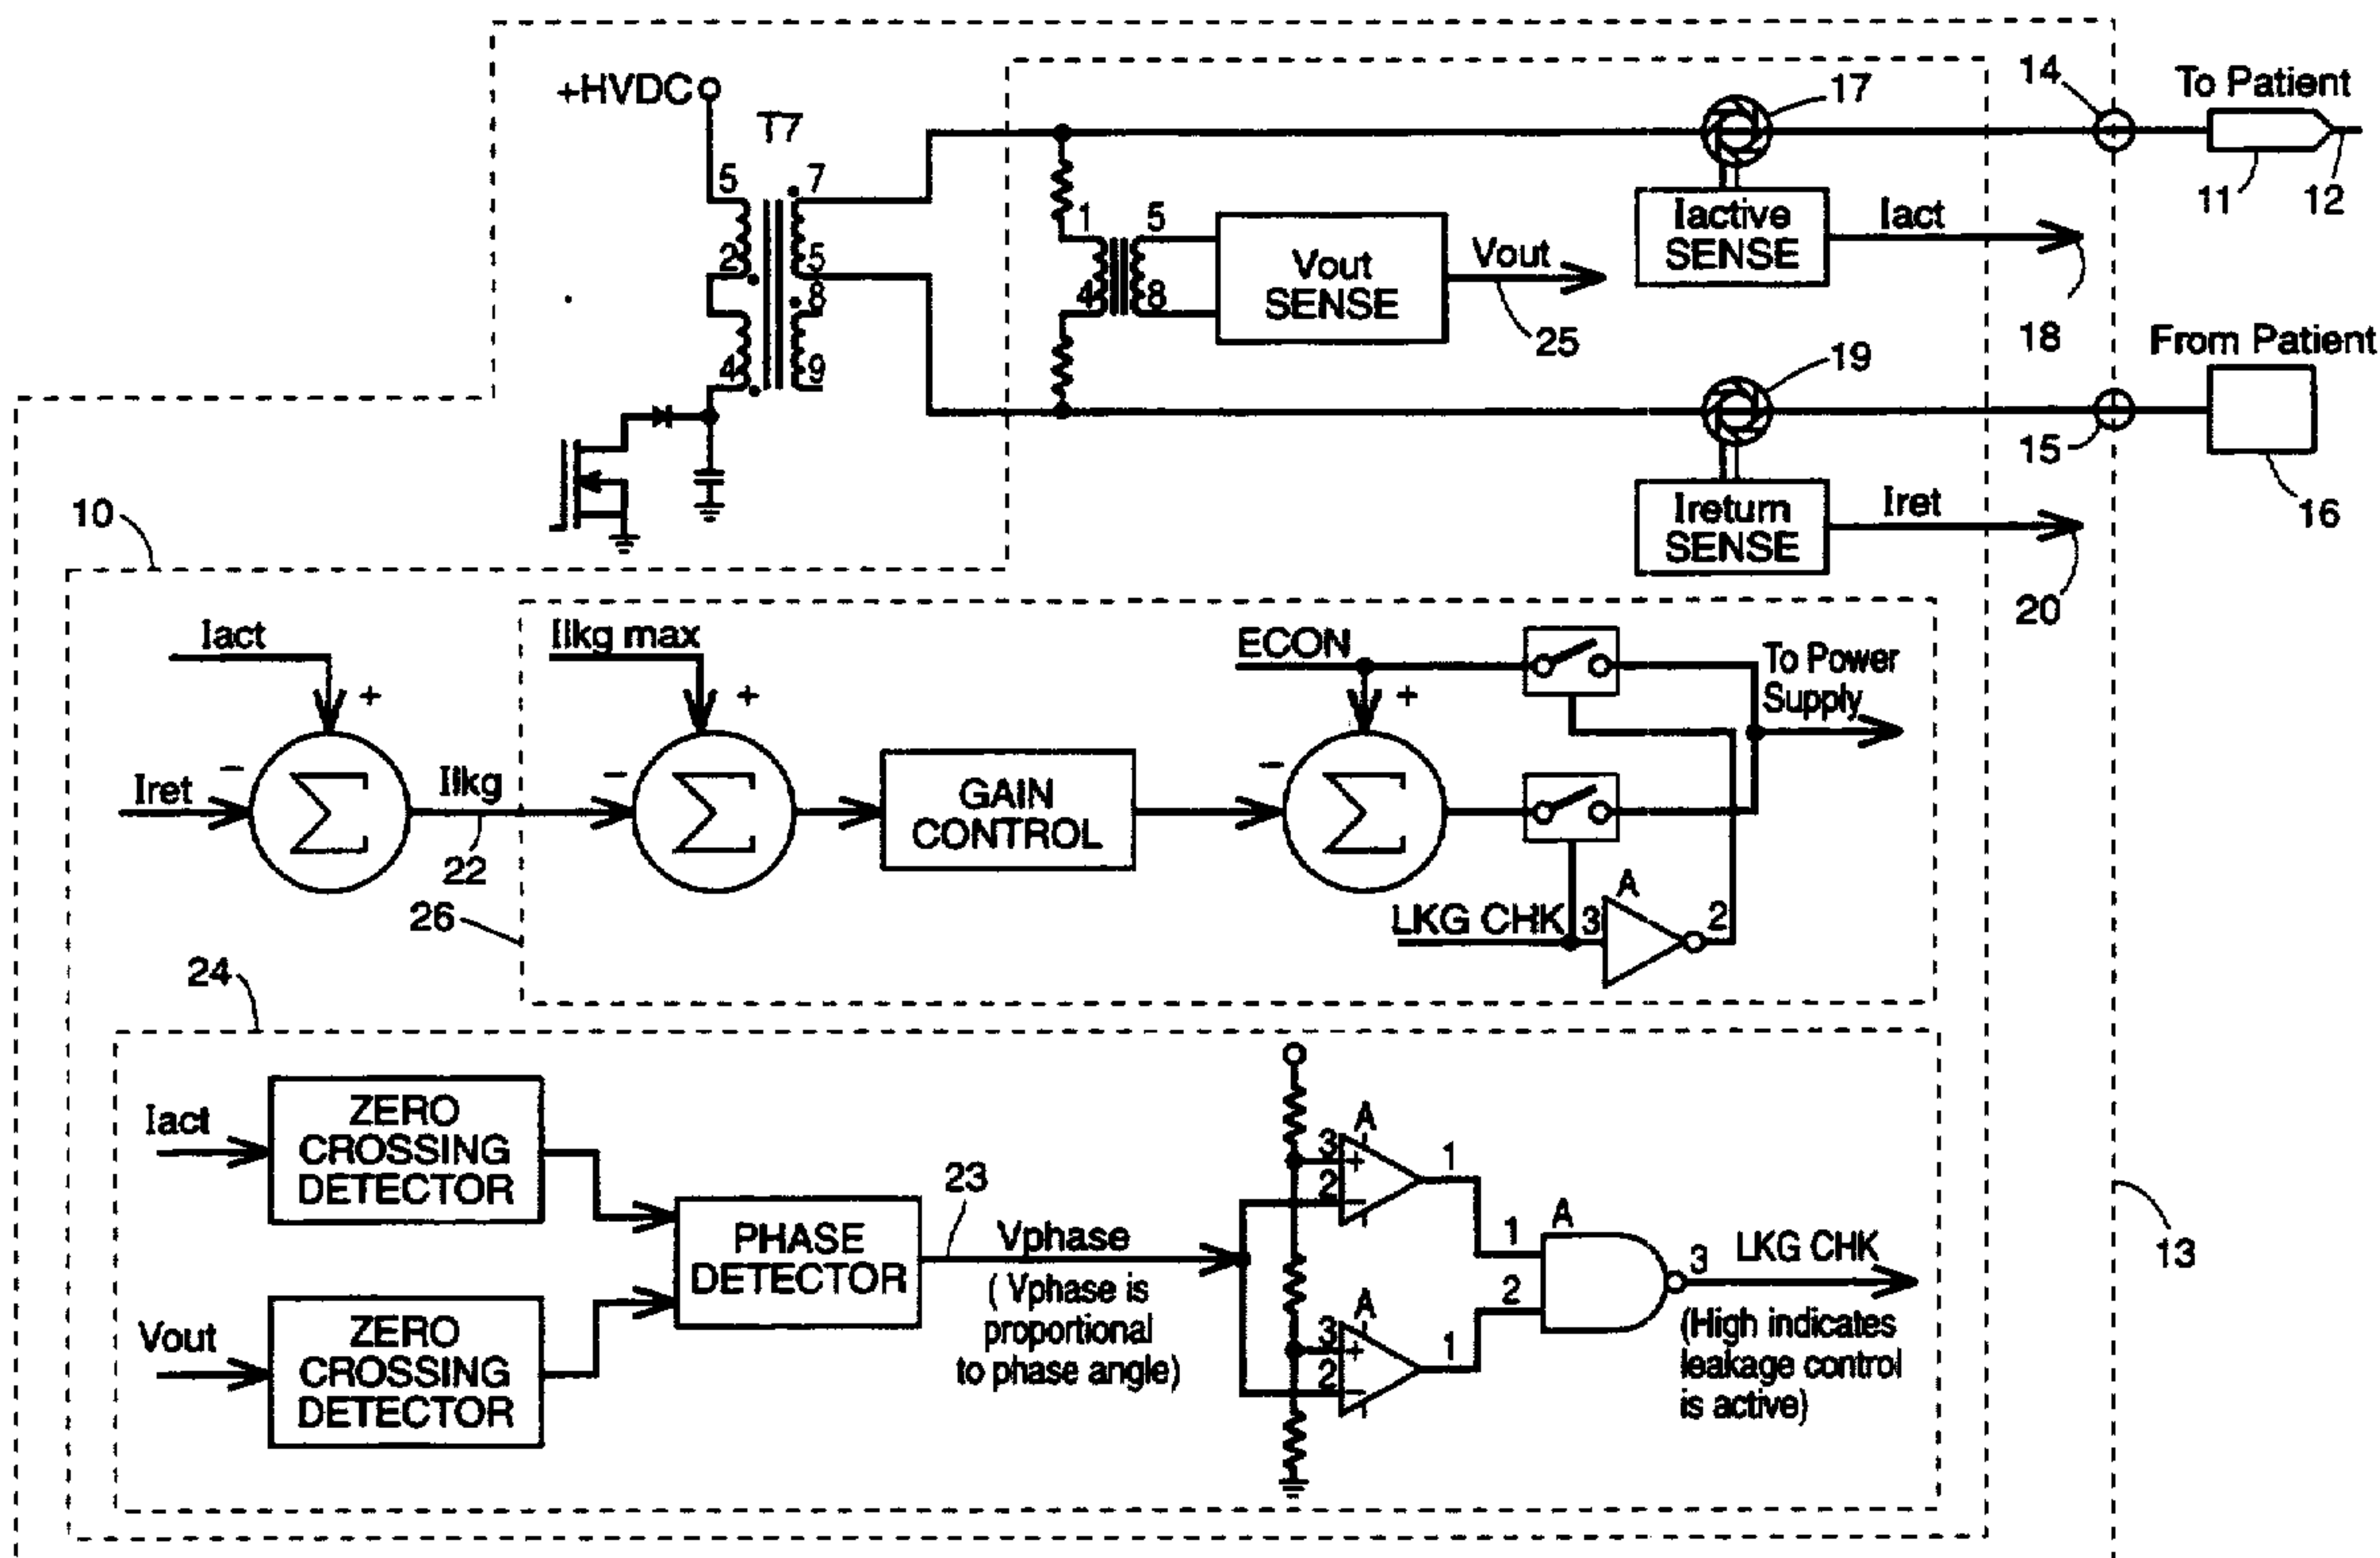 +HVDC
T7
5
7
2
5
8
4
9
1
5
4
8
Vout
SENSE
Vout
25
17
Iactive
SENSE
Iact
18
14
To Patient
11
12
From Patient
19
15
16
Ireturn
SENSE
Iret
20
10
Iact
+
Iret
-
Σ
Ilkg
22
26
Ilkg max
+
-
Σ
GAIN
CONTROL
ECON
+
-
Σ
To Power
Supply
LKG CHK
3
A
2
24
Iact
ZERO
CROSSING
DETECTOR
Vout
ZERO
CROSSING
DETECTOR
PHASE
DETECTOR
23
Vphase
( Vphase is
proportional
to phase angle)
A
3
+
2
-
1
A
3
+
2
-
1
1
A
2
3
LKG CHK
(High indicates
leakage control
is active)
13